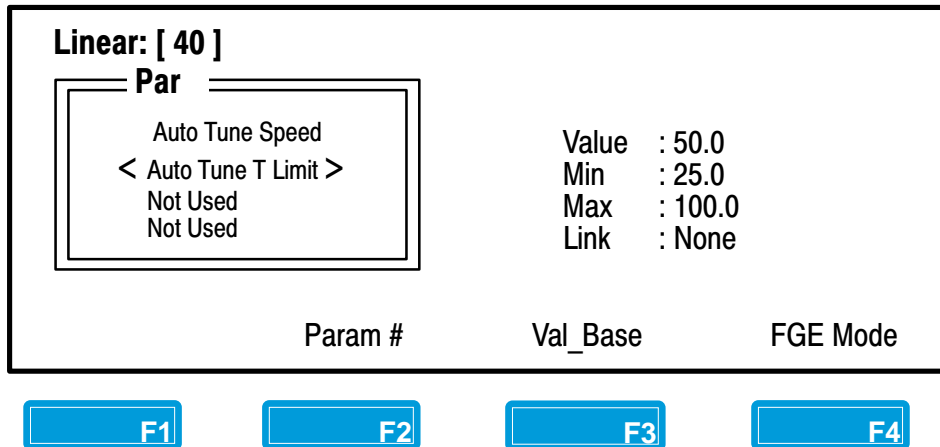 Linear: [ 40 ]
Par
Auto Tune Speed
< Auto Tune T Limit >
Not Used
Not Used
Value : 50.0
Min : 25.0
Max : 100.0
Link : None
Param # Val_Base FGE Mode
F1 F2 F3 F4